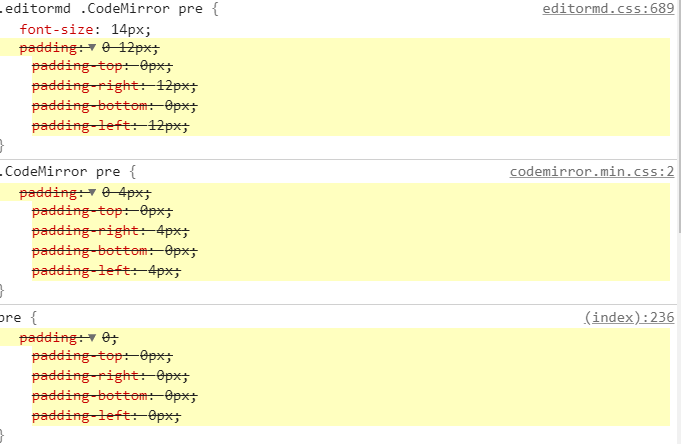 .editormd .CodeMirror pre { editormd.css:689
font-size: 14px;
padding:▼ 0 12px;
padding-top: 0px;
padding-right: 12px;
padding-bottom: 0px;
padding-left: 12px;
}
.CodeMirror pre { codemirror.min.css:2
padding:▼ 0 4px;
padding-top: 0px;
padding-right: 4px;
padding-bottom: 0px;
padding-left: 4px;
}
pre { (index):236
padding:▼ 0;
padding-top: 0px;
padding-right: 0px;
padding-bottom: 0px;
padding-left: 0px;
}